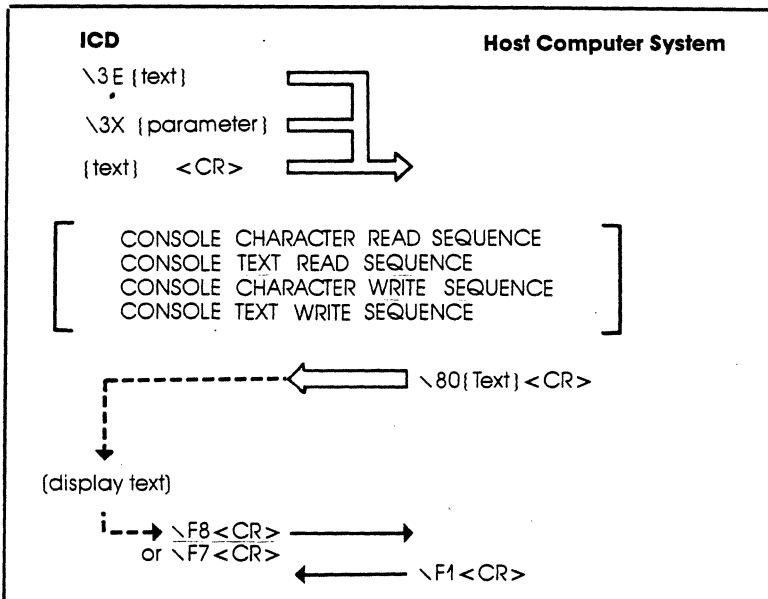 ICD Host Computer System
\3E {text}
\3X {parameter}
{text} <CR>
CONSOLE CHARACTER READ SEQUENCE
CONSOLE TEXT READ SEQUENCE
CONSOLE CHARACTER WRITE SEQUENCE
CONSOLE TEXT WRITE SEQUENCE
\80{Text}<CR>
{display text}
\F8<CR>
or \F7<CR>
\F1<CR>